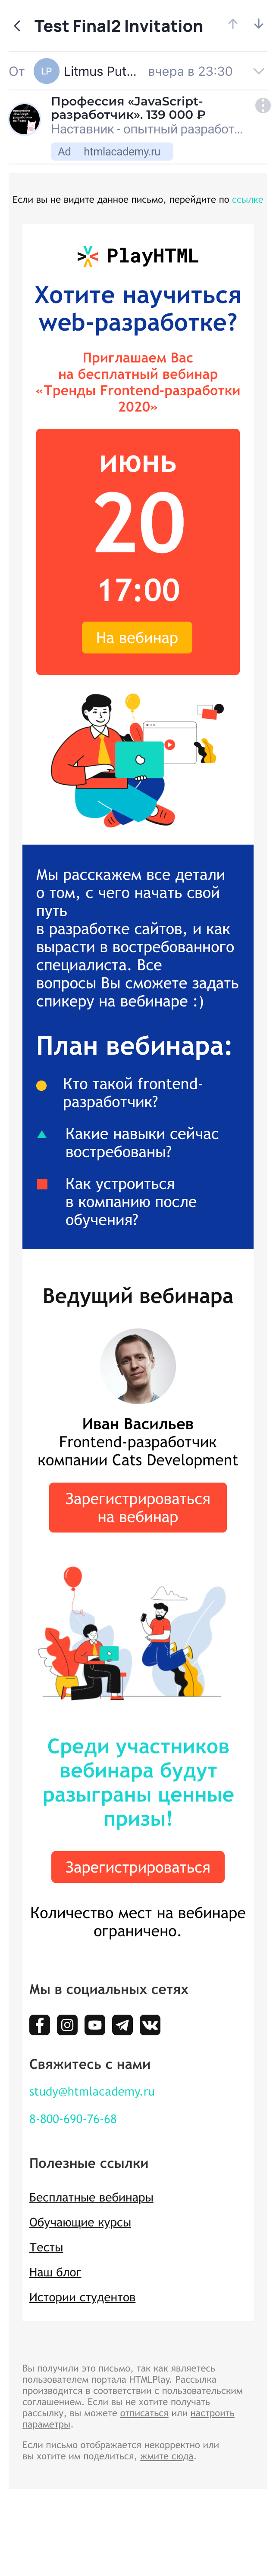 Test Final2 Invitation
От LP Litmus Put... вчера в 23:30
Профессия «JavaScript-
разработчик». 139 000 ₽
Наставник - опытный разработ...
Ad htmlacademy.ru
Если вы не видите данное письмо, перейдите по ссылке
PlayHTML
Хотите научиться
web-разработке?
Приглашаем Вас
на бесплатный вебинар
«Тренды Frontend-разработки
2020»
июнь
20
17:00
На вебинар
Мы расскажем все детали
о том, с чего начать свой
путь
в разработке сайтов, и как
вырасти в востребованного
специалиста. Все
вопросы Вы сможете задать
спикеру на вебинаре :)
План вебинара:
Кто такой frontend-
разработчик?
Какие навыки сейчас
востребованы?
Как устроиться
в компанию после
обучения?
Ведущий вебинара
Иван Васильев
Frontend-разработчик
компании Cats Development
Зарегистрироваться
на вебинар
Среди участников
вебинара будут
разыграны ценные
призы!
Зарегистрироваться
Количество мест на вебинаре
ограничено.
Мы в социальных сетях
Свяжитесь с нами
study@htmlacademy.ru
8-800-690-76-68
Полезные ссылки
Бесплатные вебинары
Обучающие курсы
Тесты
Наш блог
Истории студентов
Вы получили это письмо, так как являетесь
пользователем портала HTMLPlay. Рассылка
производится в соответствии с пользовательским
соглашением. Если вы не хотите получать
рассылку, вы можете отписаться или настроить
параметры.
Если письмо отображается некорректно или
вы хотите им поделиться, жмите сюда.